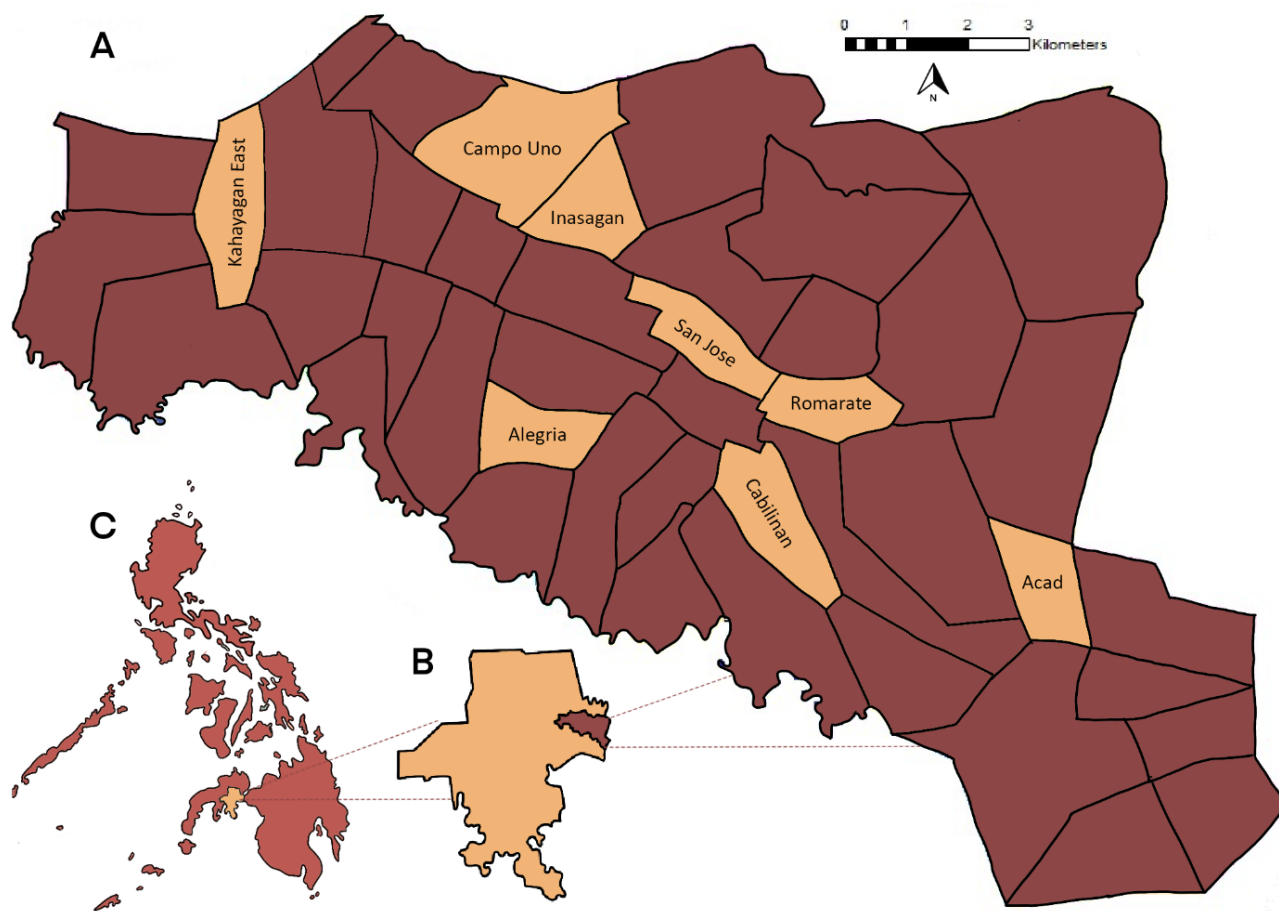 A
0 1 2 3
Kilometers
N
Kahayagan East
Campo Uno
Inasagan
San Jose
Romarate
Alegria
Cabilinan
Acad
C
B